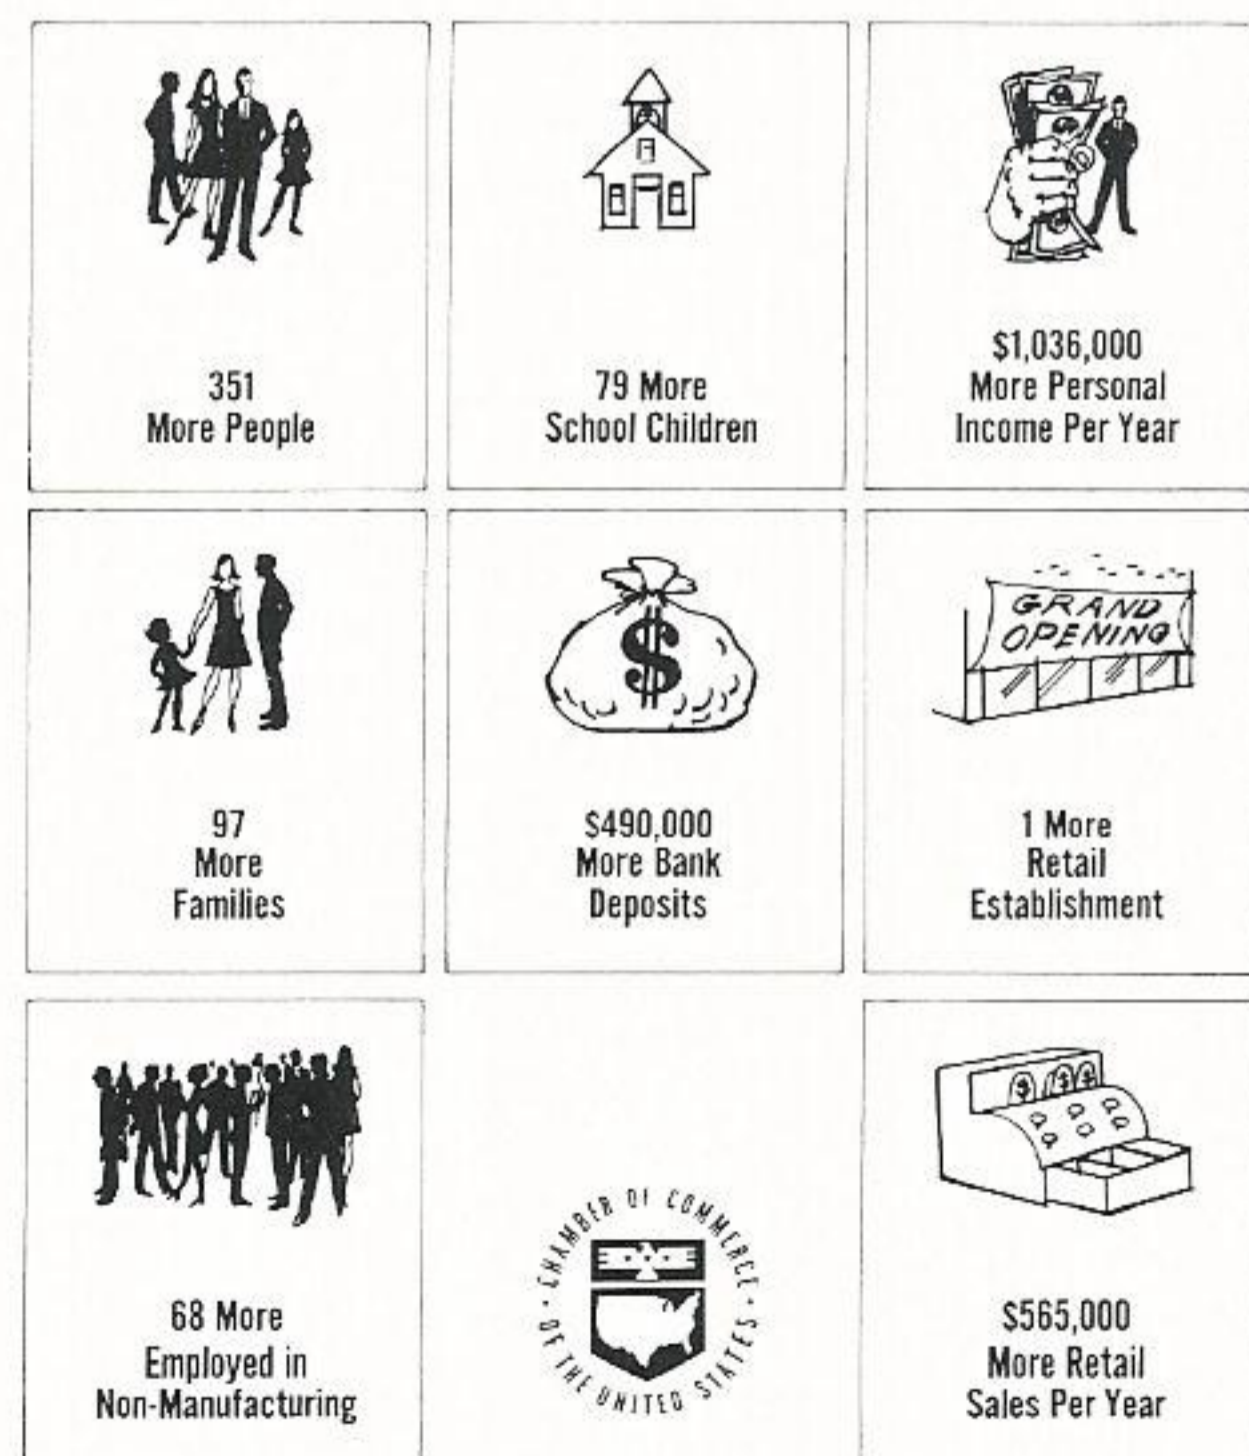 351
More People
79 More
School Children
$1,036,000
More Personal
Income Per Year
97
More
Families
$
$490,000
More Bank
Deposits
GRAND
OPENING
1 More
Retail
Establishment
68 More
Employed in
Non-Manufacturing
CHAMBER OF COMMERCE
• OF THE UNITED STATES •
$ $ $
$565,000
More Retail
Sales Per Year